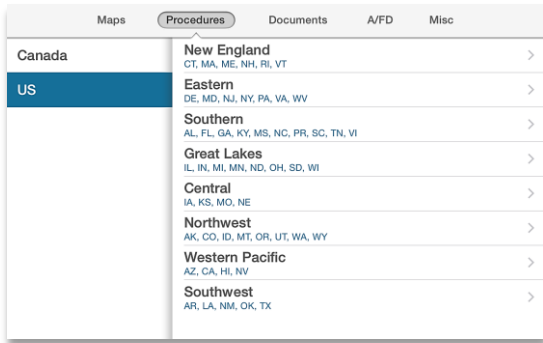 Maps Procedures Documents A/FD Misc
Canada
US
New England
CT, MA, ME, NH, RI, VT
Eastern
DE, MD, NJ, NY, PA, VA, WV
Southern
AL, FL, GA, KY, MS, NC, PR, SC, TN, VI
Great Lakes
IL, IN, MI, MN, ND, OH, SD, WI
Central
IA, KS, MO, NE
Northwest
AK, CO, ID, MT, OR, UT, WA, WY
Western Pacific
AZ, CA, HI, NV
Southwest
AR, LA, NM, OK, TX